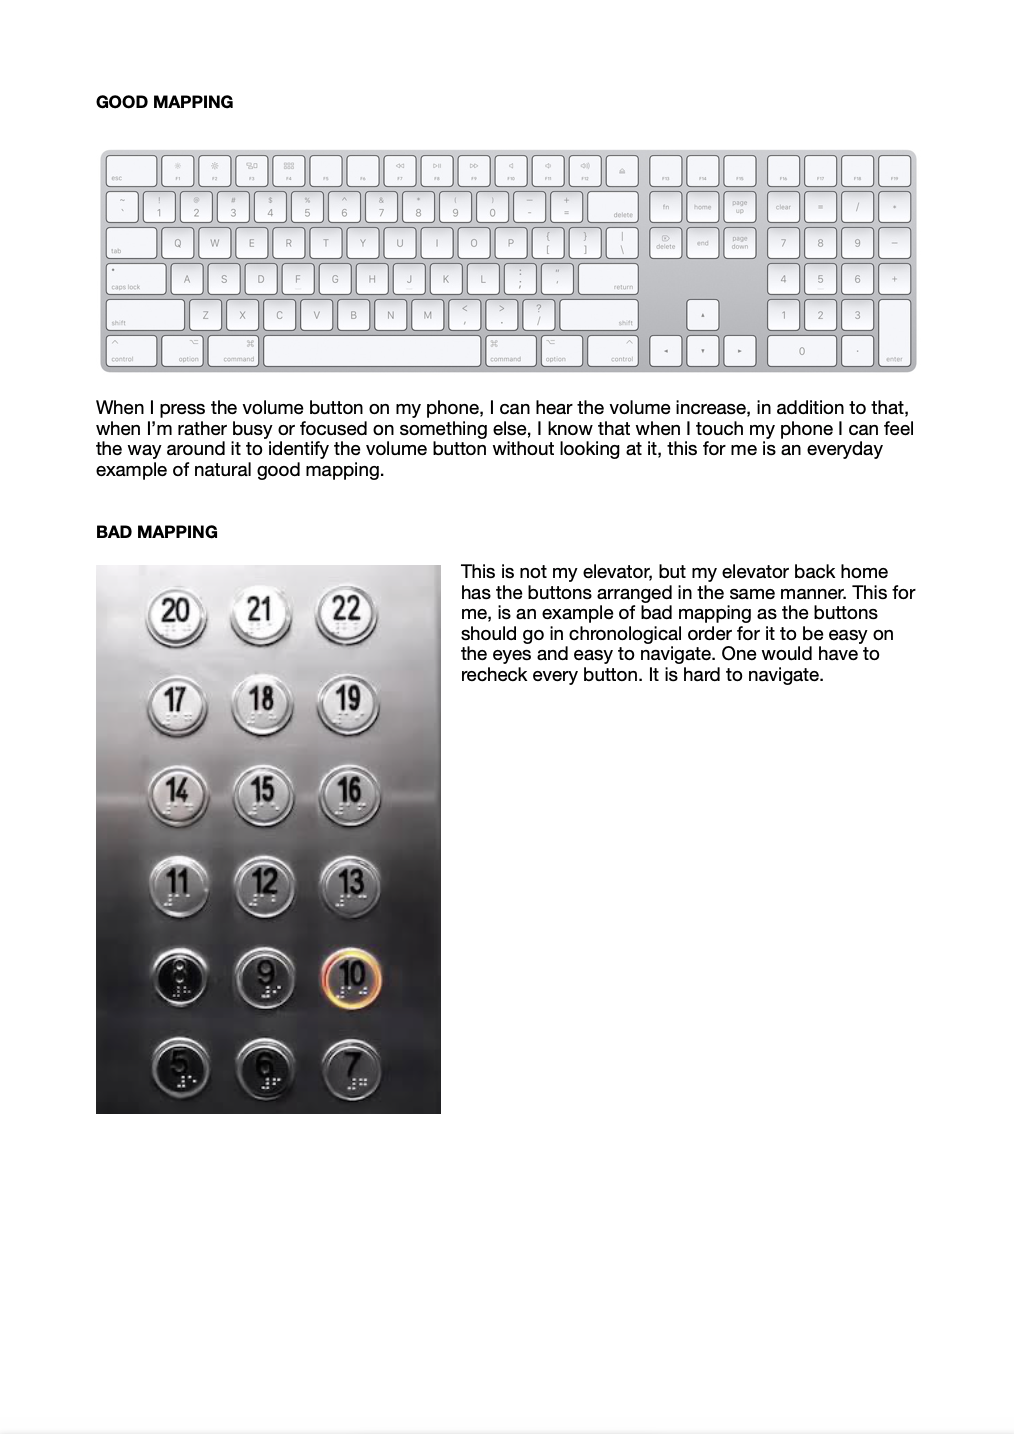 GOOD MAPPING
esc F1 F2 F3 F4 F5 F6 F7 F8 F9 F10 F11 F12 F13 F14 F15 F16 F17 F18 F19
~ ` ! 1 @ 2 # 3 $ 4 % 5 ^ 6 & 7 * 8 ( 9 ) 0 — - + = delete fn home page up clear = / *
tab Q W E R T Y U I O P { [ } ] | \ delete end page down 7 8 9 −
caps lock A S D F G H J K L : ; " ' return 4 5 6 +
shift Z X C V B N M < , > . ? / shift 1 2 3
control option command command option control 0 . enter
When I press the volume button on my phone, I can hear the volume increase, in addition to that,
when I’m rather busy or focused on something else, I know that when I touch my phone I can feel
the way around it to identify the volume button without looking at it, this for me is an everyday
example of natural good mapping.
BAD MAPPING
This is not my elevator, but my elevator back home
has the buttons arranged in the same manner. This for
me, is an example of bad mapping as the buttons
should go in chronological order for it to be easy on
the eyes and easy to navigate. One would have to
recheck every button. It is hard to navigate.
20 21 22
17 18 19
14 15 16
11 12 13
8 9 10
5 6 7